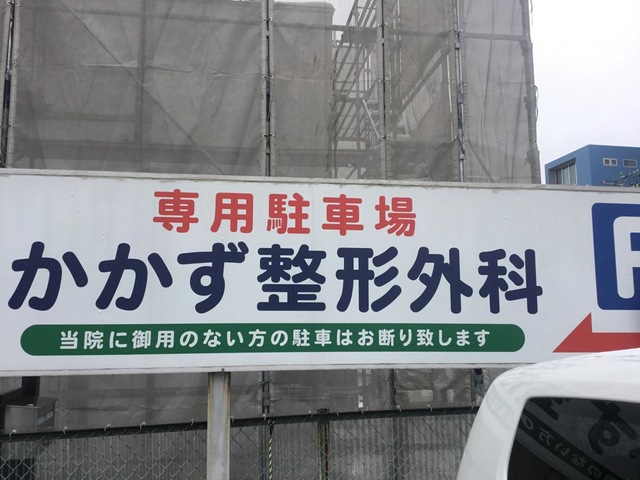 専用駐車場
かかず整形外科
当院に御用のない方の駐車はお断り致します
P